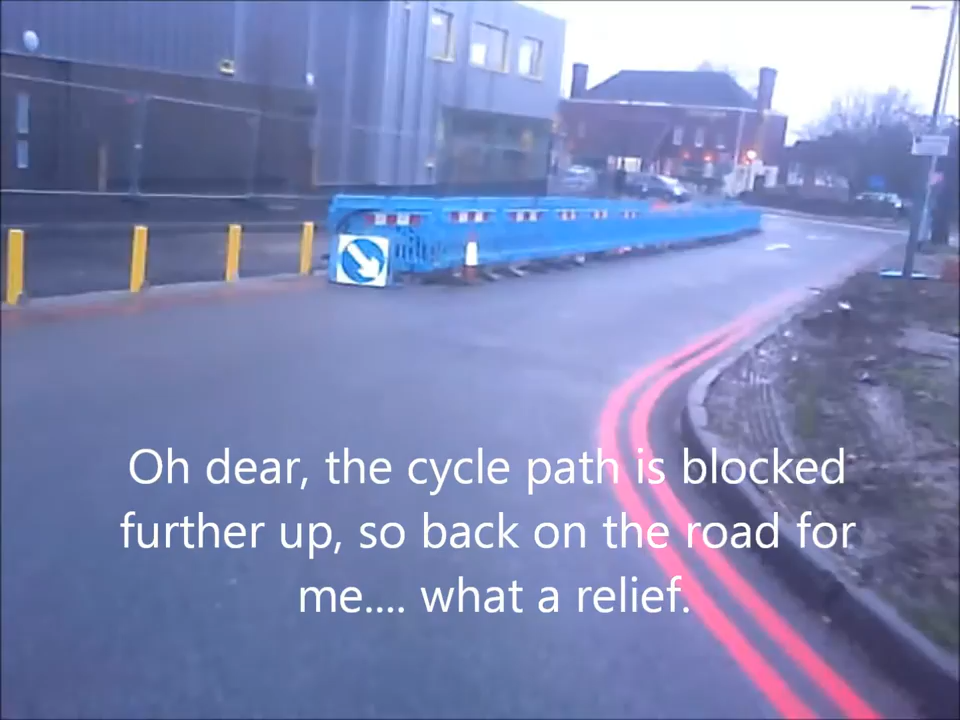 Oh dear, the cycle path is blocked
further up, so back on the road for
me.... what a relief.